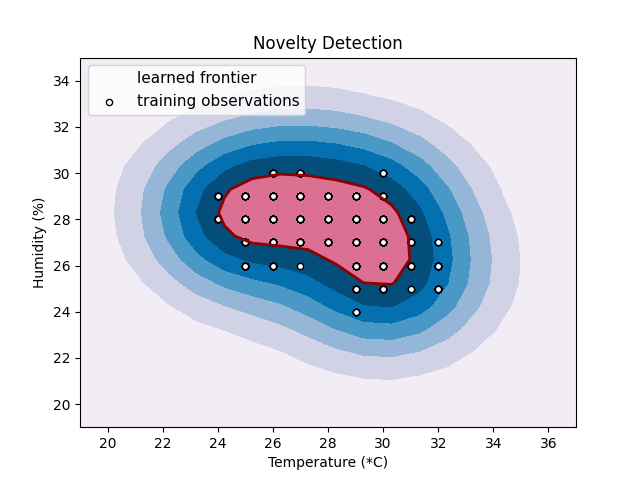 Novelty Detection
learned frontier
training observations
34
32
30
28
26
24
22
20
Humidity (%)
20 22 24 26 28 30 32 34 36
Temperature (*C)